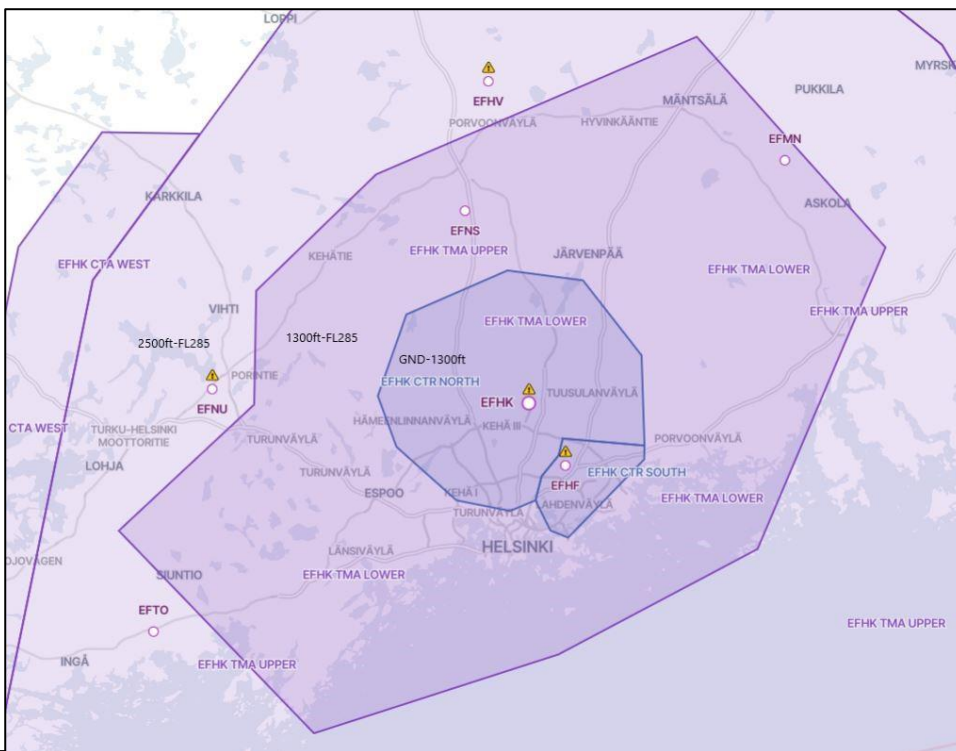 LOPPI
MYRSK
EFHV
PUKKILA
MÄNTSÄLÄ
PORVOONVÄYLÄ
HYVINKÄÄNTIE
EFMN
KARKKILA
ASKOLA
EFNS
EFHK TMA UPPER
KEHÄTIE
JÄRVENPÄÄ
EFHK CTA WEST
EFHK TMA LOWER
VIHTI
EFHK TMA UPPER
EFHK TMA LOWER
2500ft-FL285
1300ft-FL285
GND-1300ft
PORINTIE
EFHK CTR NORTH
TUUSULANVÄYLÄ
EFNU
EFHK
CTA WEST
TURKU-HELSINKI
MOOTTORITIE
HÄMEENLINNANVÄYLÄ
KEHÄ III
TURUNVÄYLÄ
PORVOONVÄYLÄ
LOHJA
TURUNVÄYLÄ
EFHK CTR SOUTH
EFHF
ESPOO
KEHÄ I
EFHK TMA LOWER
LAHDENVÄYLÄ
TURUNVÄYLÄ
HELSINKI
LÄNSIVÄYLÄ
OJOVÄGEN
SIUNTIO
EFHK TMA LOWER
EFTO
EFHK TMA UPPER
INGÅ
EFHK TMA UPPER